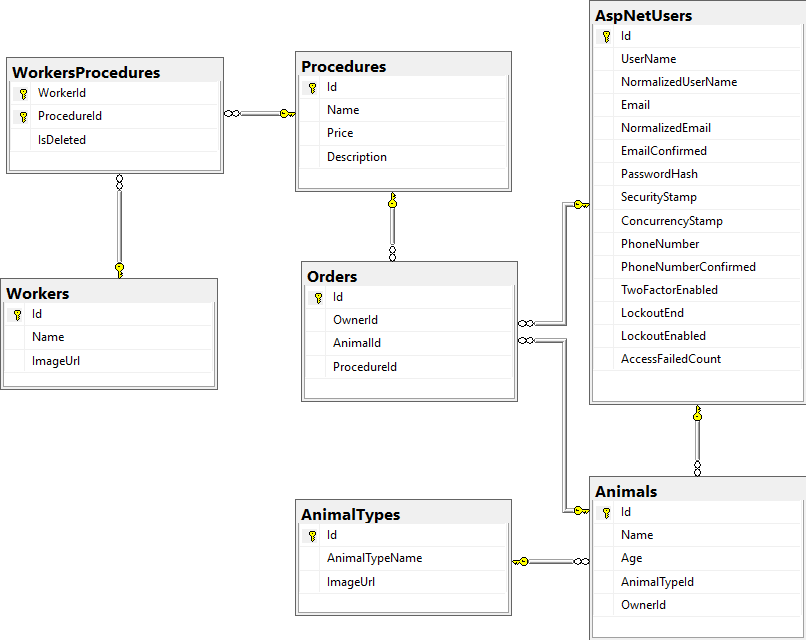 WorkersProcedures
WorkerId
ProcedureId
IsDeleted
Procedures
Id
Name
Price
Description
AspNetUsers
Id
UserName
NormalizedUserName
Email
NormalizedEmail
EmailConfirmed
PasswordHash
SecurityStamp
ConcurrencyStamp
PhoneNumber
PhoneNumberConfirmed
TwoFactorEnabled
LockoutEnd
LockoutEnabled
AccessFailedCount
Workers
Id
Name
ImageUrl
Orders
Id
OwnerId
AnimalId
ProcedureId
AnimalTypes
Id
AnimalTypeName
ImageUrl
Animals
Id
Name
Age
AnimalTypeId
OwnerId